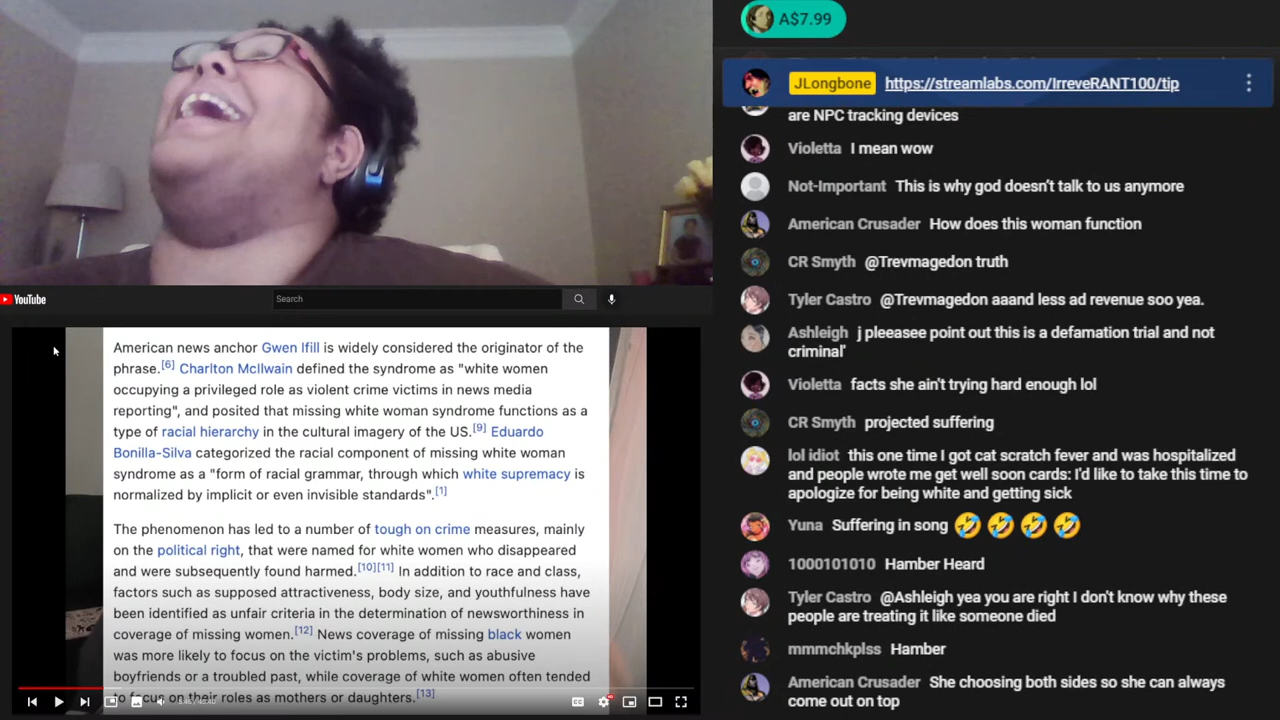 A$7.99
JLongbone https://streamlabs.com/IrreveRANT100/tip
are NPC tracking devices
Violetta I mean wow
Not-Important This is why god doesn't talk to us anymore
American Crusader How does this woman function
CR Smyth @Trevmagedon truth
Tyler Castro @Trevmagedon aaand less ad revenue soo yea.
Ashleigh j pleeasee point out this is a defamation trial and not
criminal'
Violetta facts she ain't trying hard enough lol
CR Smyth projected suffering
lol idiot this one time I got cat scratch fever and was hospitalized
and people wrote me get well soon cards: I'd like to take this time to
apologize for being white and getting sick
Yuna Suffering in song 🤣 🤣 🤣 🤣
1000101010 Hamber Heard
Tyler Castro @Ashleigh yea you are right I don't know why these
people are treating it like someone died
mmmchkplss Hamber
American Crusader She choosing both sides so she can always
come out on top
YouTube
Search
American news anchor Gwen Ifill is widely considered the originator of the
phrase.[6] Charlton McIlwain defined the syndrome as "white women
occupying a privileged role as violent crime victims in news media
reporting", and posited that missing white woman syndrome functions as a
type of racial hierarchy in the cultural imagery of the US.[9] Eduardo
Bonilla-Silva categorized the racial component of missing white woman
syndrome as a "form of racial grammar, through which white supremacy is
normalized by implicit or even invisible standards".[1]
The phenomenon has led to a number of tough on crime measures, mainly
on the political right, that were named for white women who disappeared
and were subsequently found harmed.[10][11] In addition to race and class,
factors such as supposed attractiveness, body size, and youthfulness have
been identified as unfair criteria in the determination of newsworthiness in
coverage of missing women.[12] News coverage of missing black women
was more likely to focus on the victim's problems, such as abusive
boyfriends or a troubled past, while coverage of white women often tended
to focus on their roles as mothers or daughters.[13]